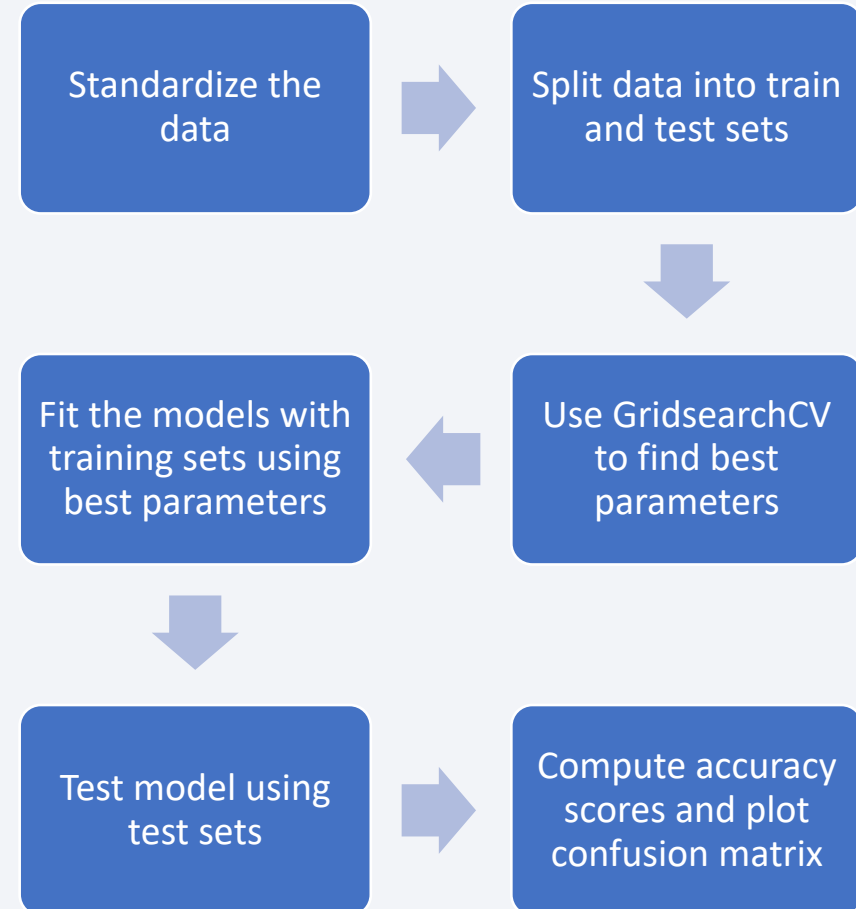 Standardize the
data
Split data into train
and test sets
Use GridsearchCV
to find best
parameters
Fit the models with
training sets using
best parameters
Test model using
test sets
Compute accuracy
scores and plot
confusion matrix